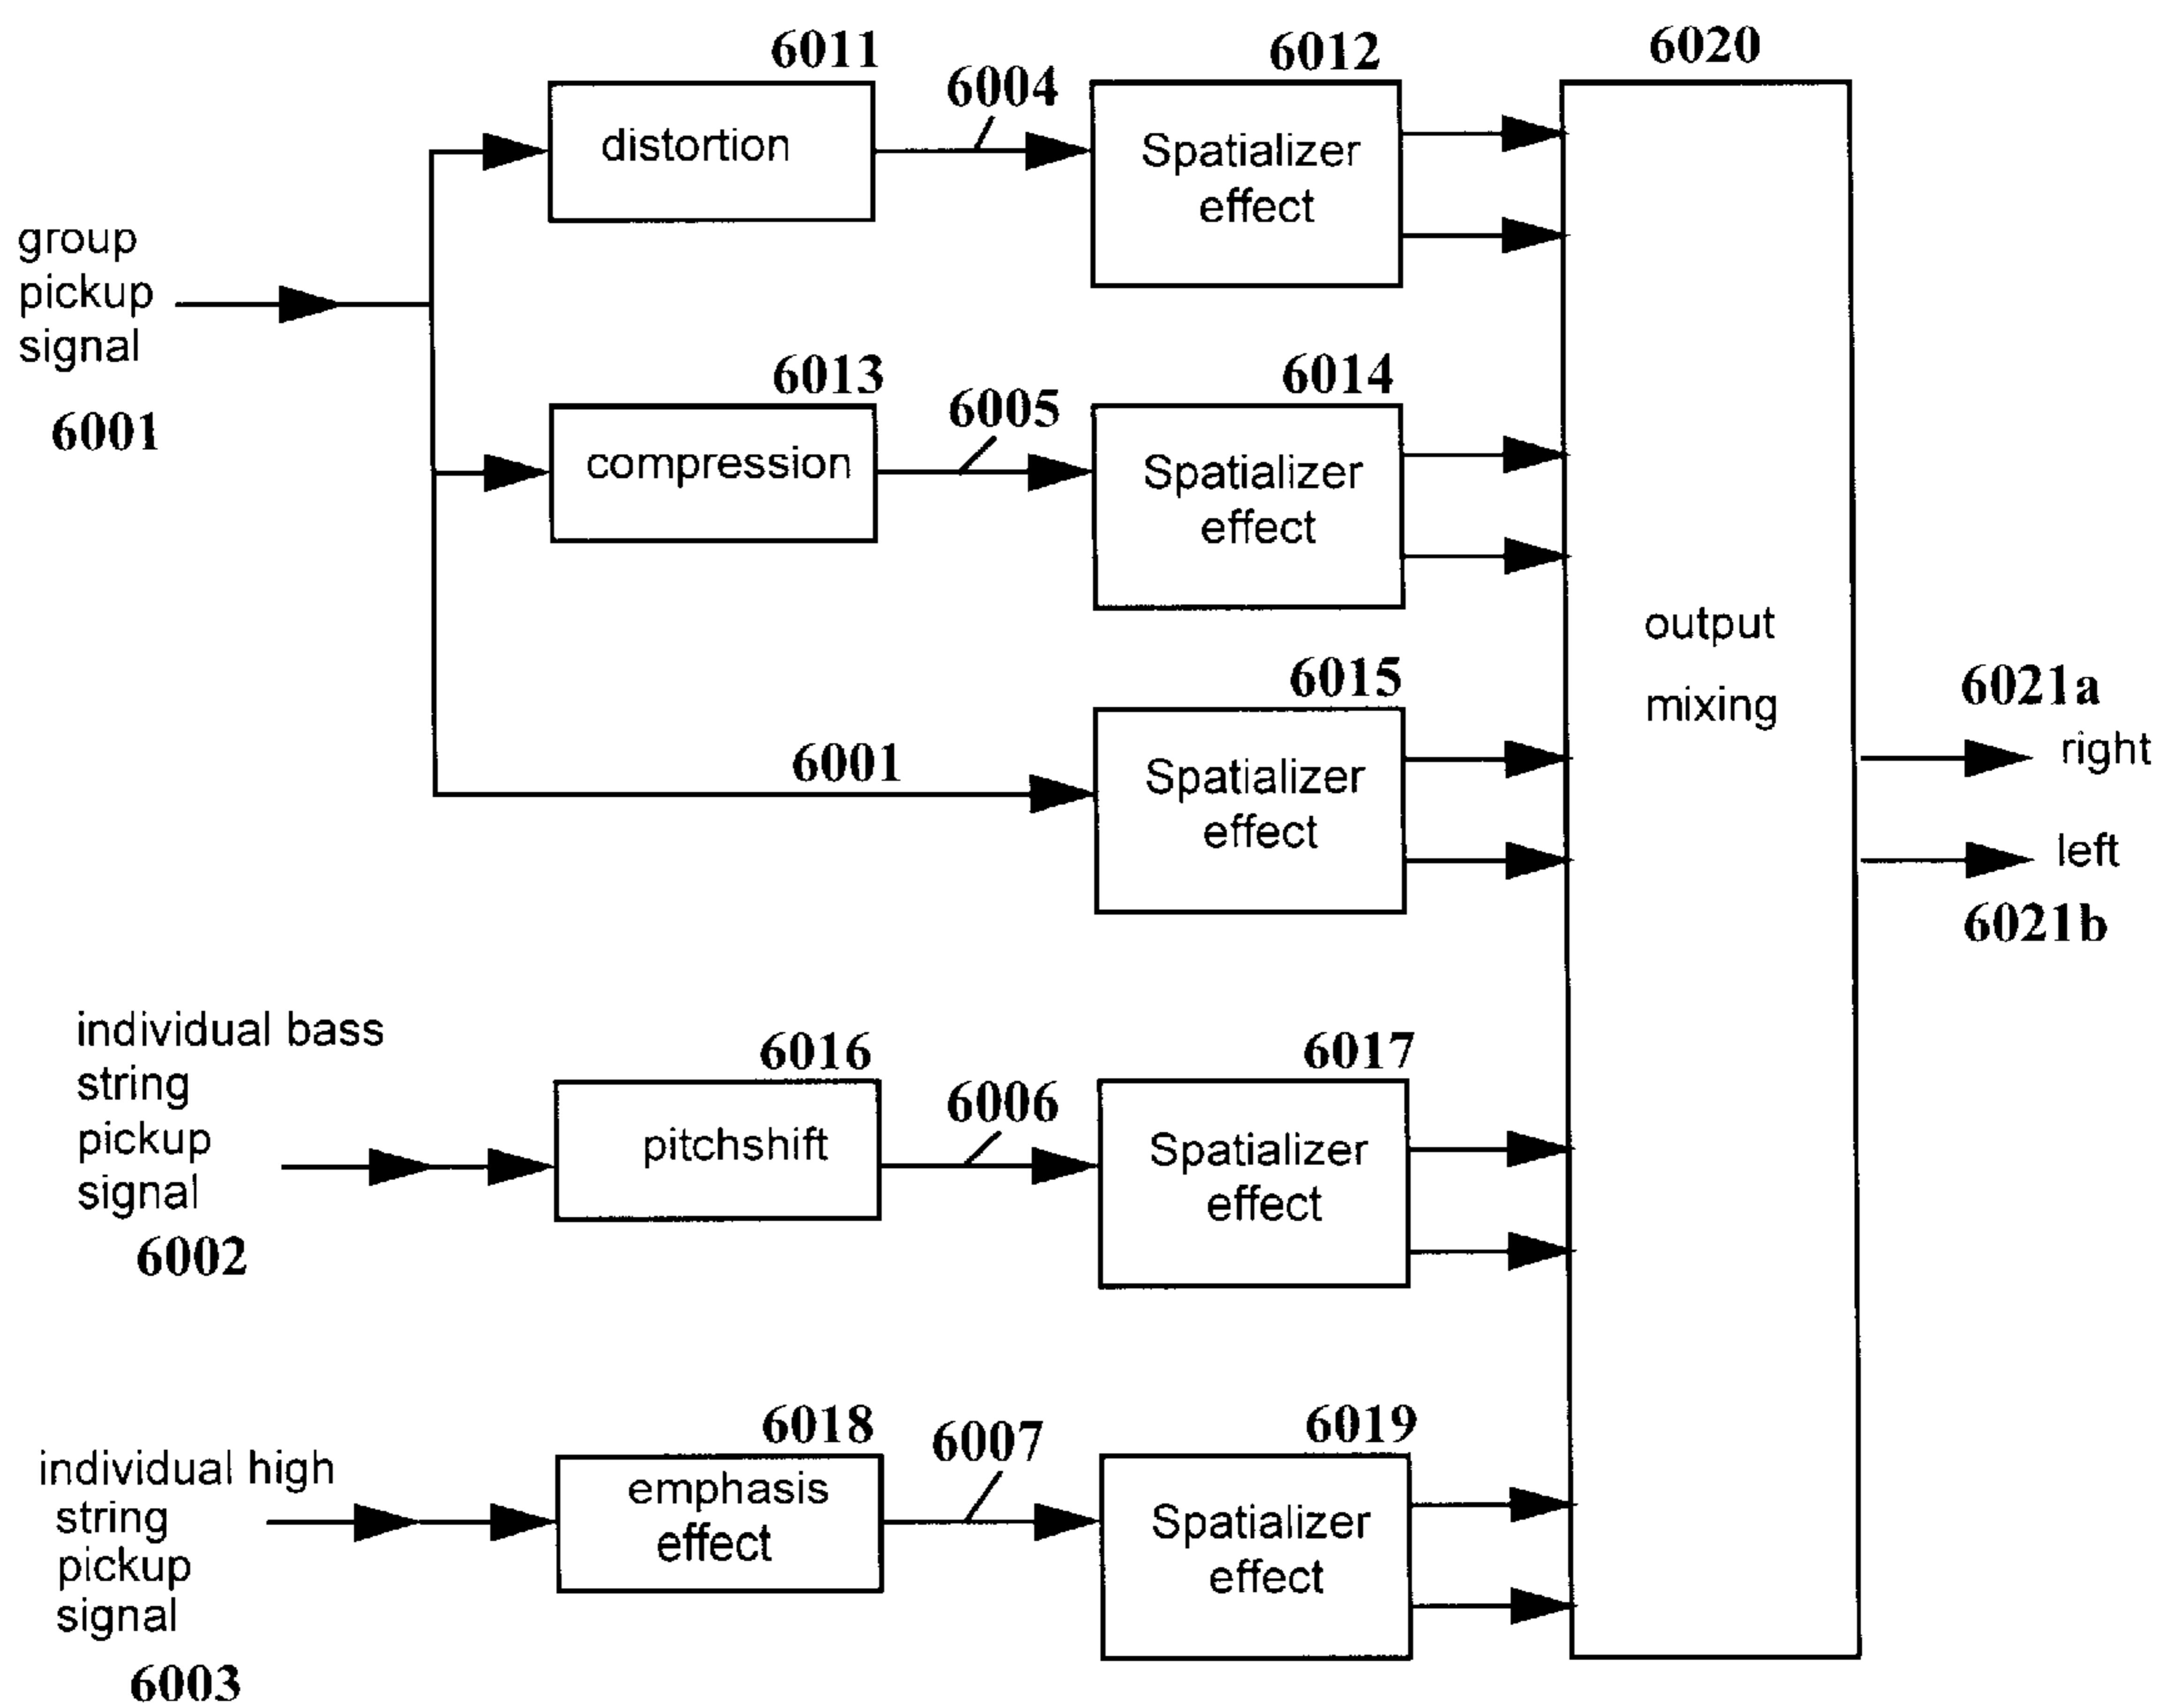 6011
6004
6012
6020
distortion
Spatializer
effect
group
pickup
signal
6001
6013
6005
6014
compression
Spatializer
effect
output
mixing
6015
6001
Spatializer
effect
6021a
right
left
6021b
individual bass
string
pickup
signal
6002
6016
6006
6017
pitchshift
Spatializer
effect
individual high
string
pickup
signal
6003
6018
6007
6019
emphasis
effect
Spatializer
effect